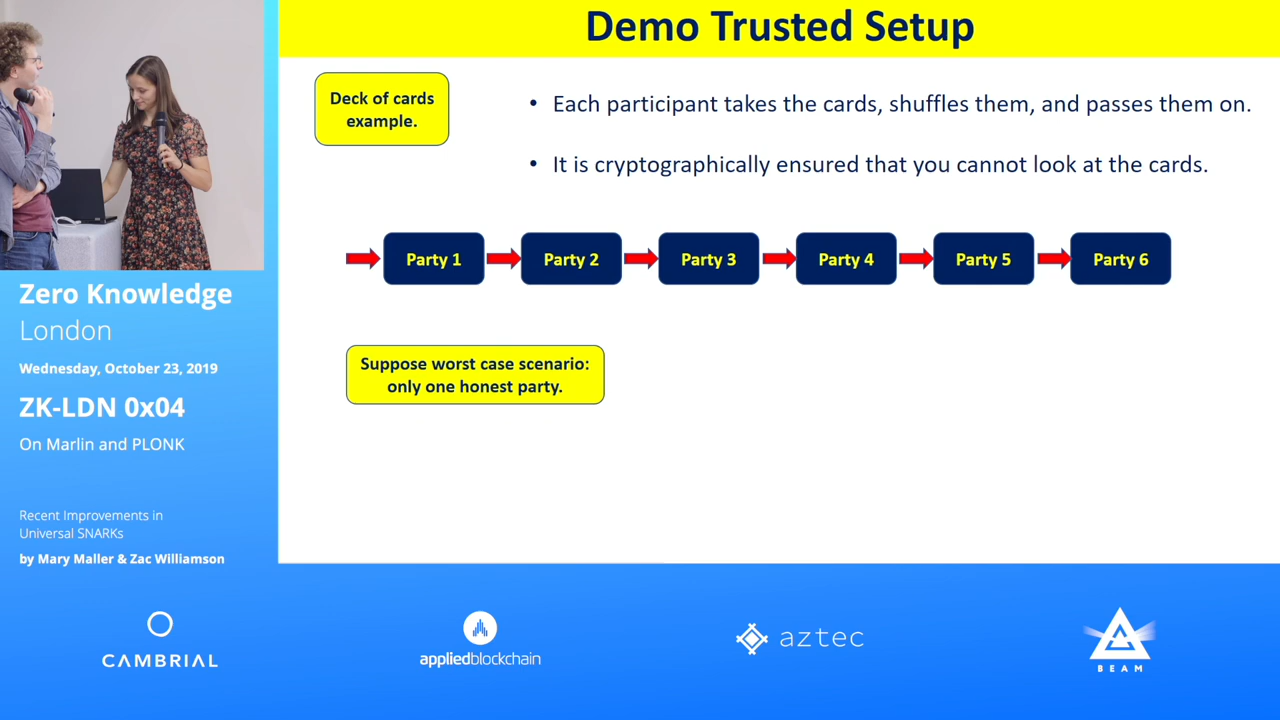 Demo Trusted Setup
Deck of cards
example.
• Each participant takes the cards, shuffles them, and passes them on.
• It is cryptographically ensured that you cannot look at the cards.
Party 1
Party 2
Party 3
Party 4
Party 5
Party 6
Suppose worst case scenario:
only one honest party.
Zero Knowledge
London
Wednesday, October 23, 2019
ZK-LDN 0x04
On Marlin and PLONK
Recent Improvements in
Universal SNARKs
by Mary Maller & Zac Williamson
CAMBRIAL
appliedblockchain
aztec
BEAM